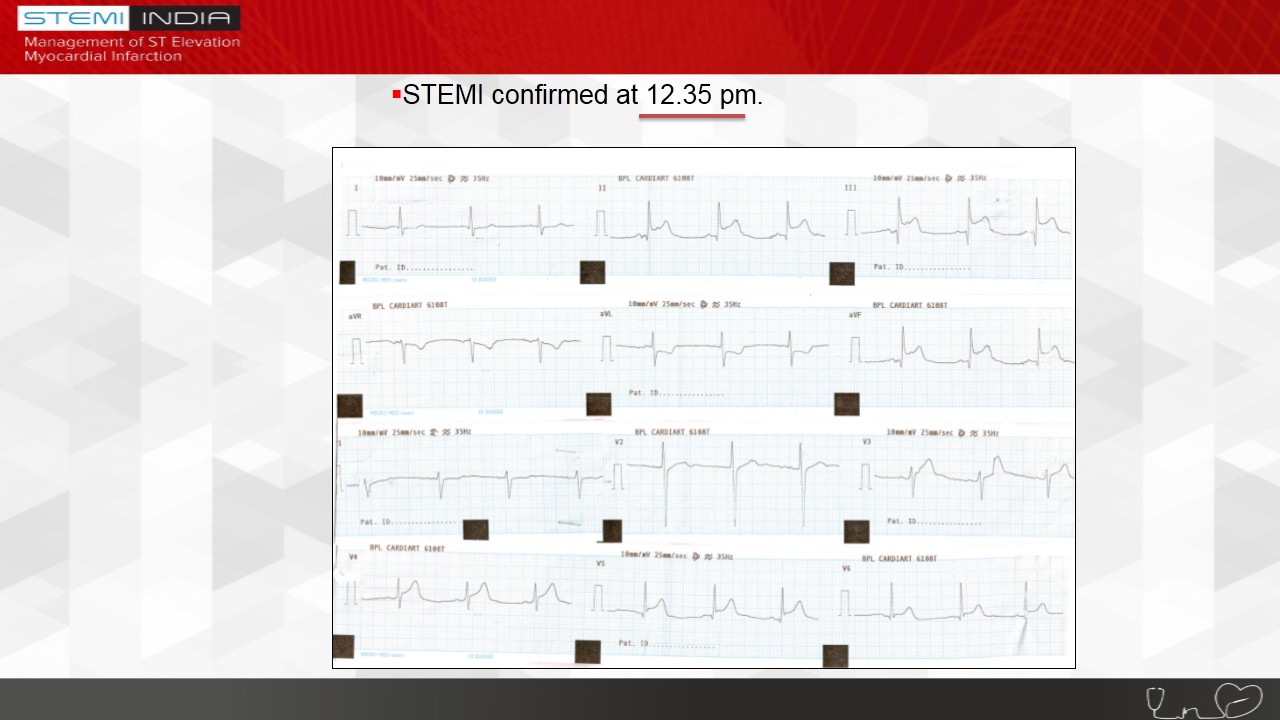 STEMI INDIA
Management of ST Elevation
Myocardial Infarction
▪STEMI confirmed at 12.35 pm.
10mm/mV 25mm/sec 35Hz
BPL CARDIART 6108T
10mm/mV 25mm/sec 35Hz
I
II
III
Pat. ID...............
Pat. ID...............
BPL CARDIART 6108T
10mm/mV 25mm/sec 35Hz
BPL CARDIART 6108T
aVR
aVL
aVF
Pat. ID...............
10mm/mV 25mm/sec 35Hz
BPL CARDIART 6108T
10mm/mV 25mm/sec 35Hz
V2
V3
Pat. ID...............
Pat. ID...............
BPL CARDIART 6108T
10mm/mV 25mm/sec 35Hz
BPL CARDIART 6108T
V4
V5
V6
Pat. ID...............